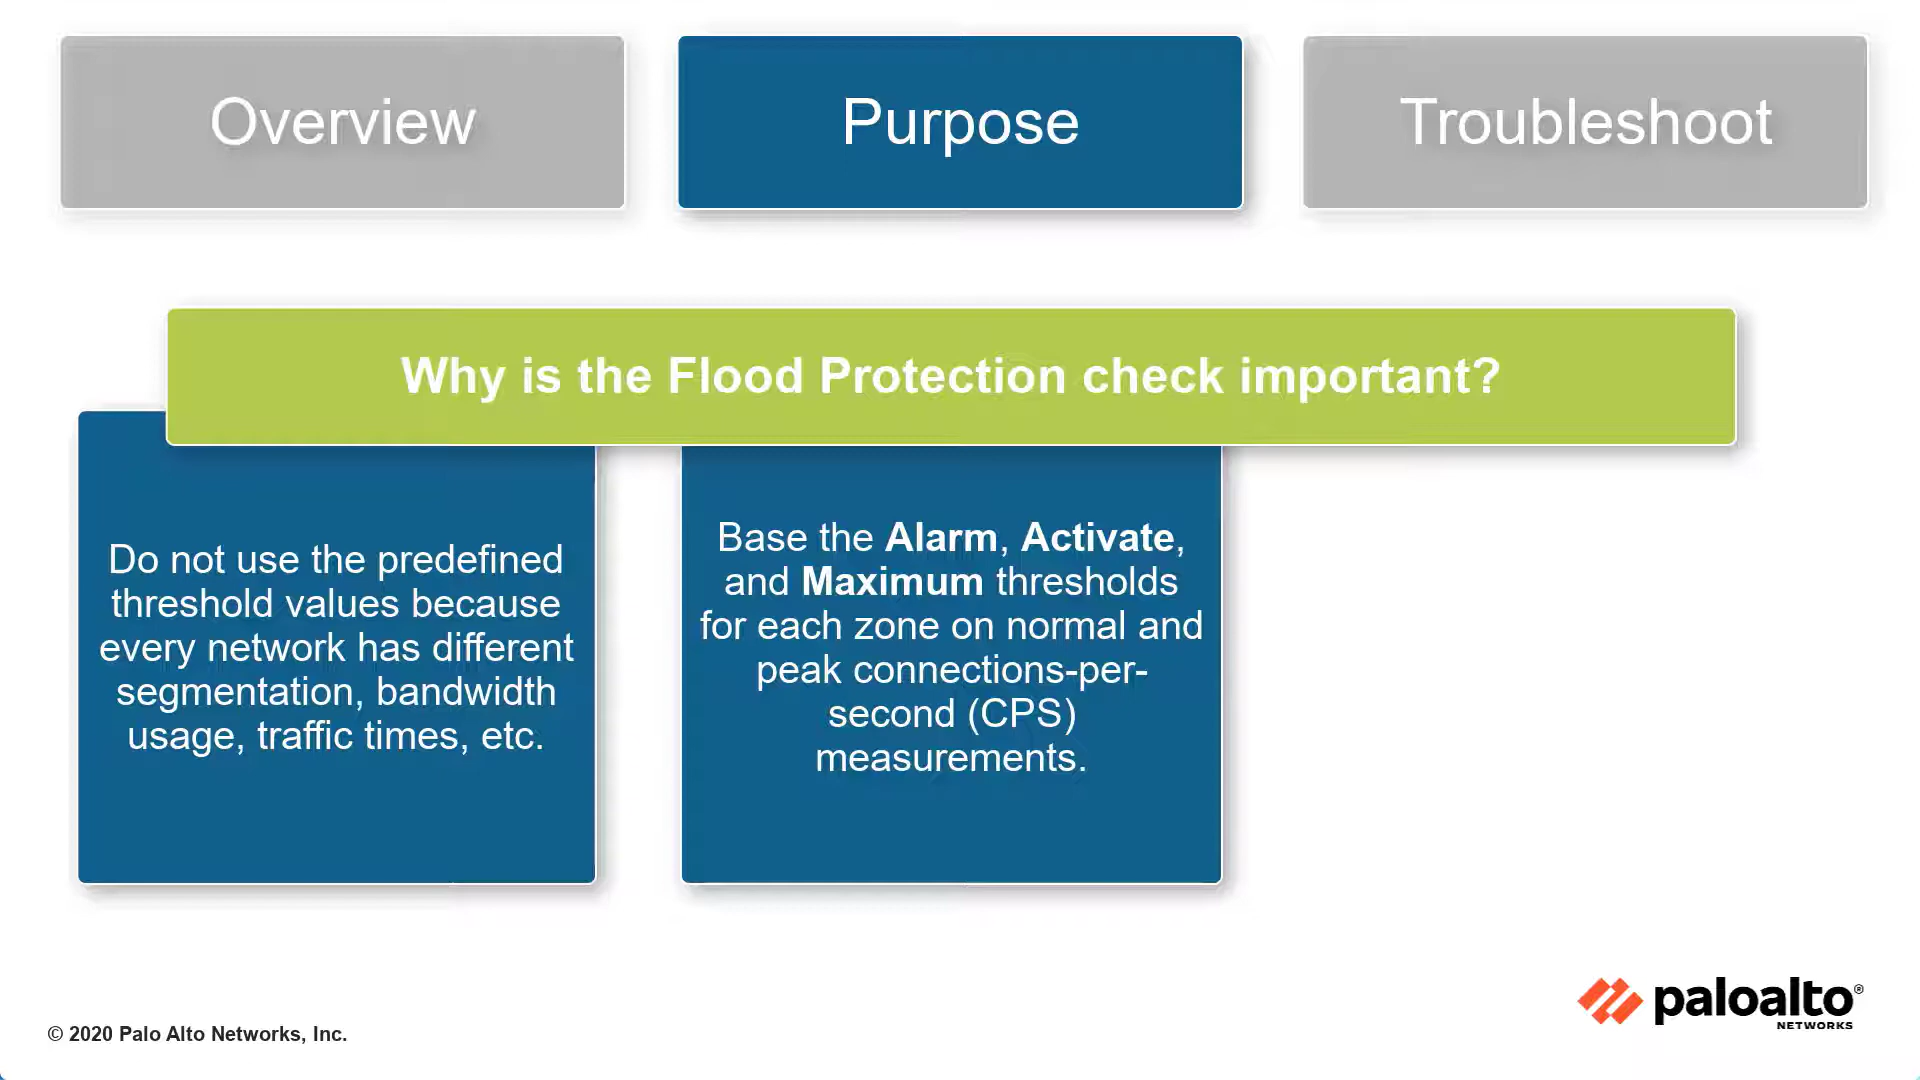 Overview
Purpose
Troubleshoot
Why is the Flood Protection check important?
Do not use the predefined
threshold values because
every network has different
segmentation, bandwidth
usage, traffic times, etc.
Base the Alarm, Activate,
and Maximum thresholds
for each zone on normal and
peak connections-per-
second (CPS)
measurements.
© 2020 Palo Alto Networks, Inc.
paloalto®
NETWORKS